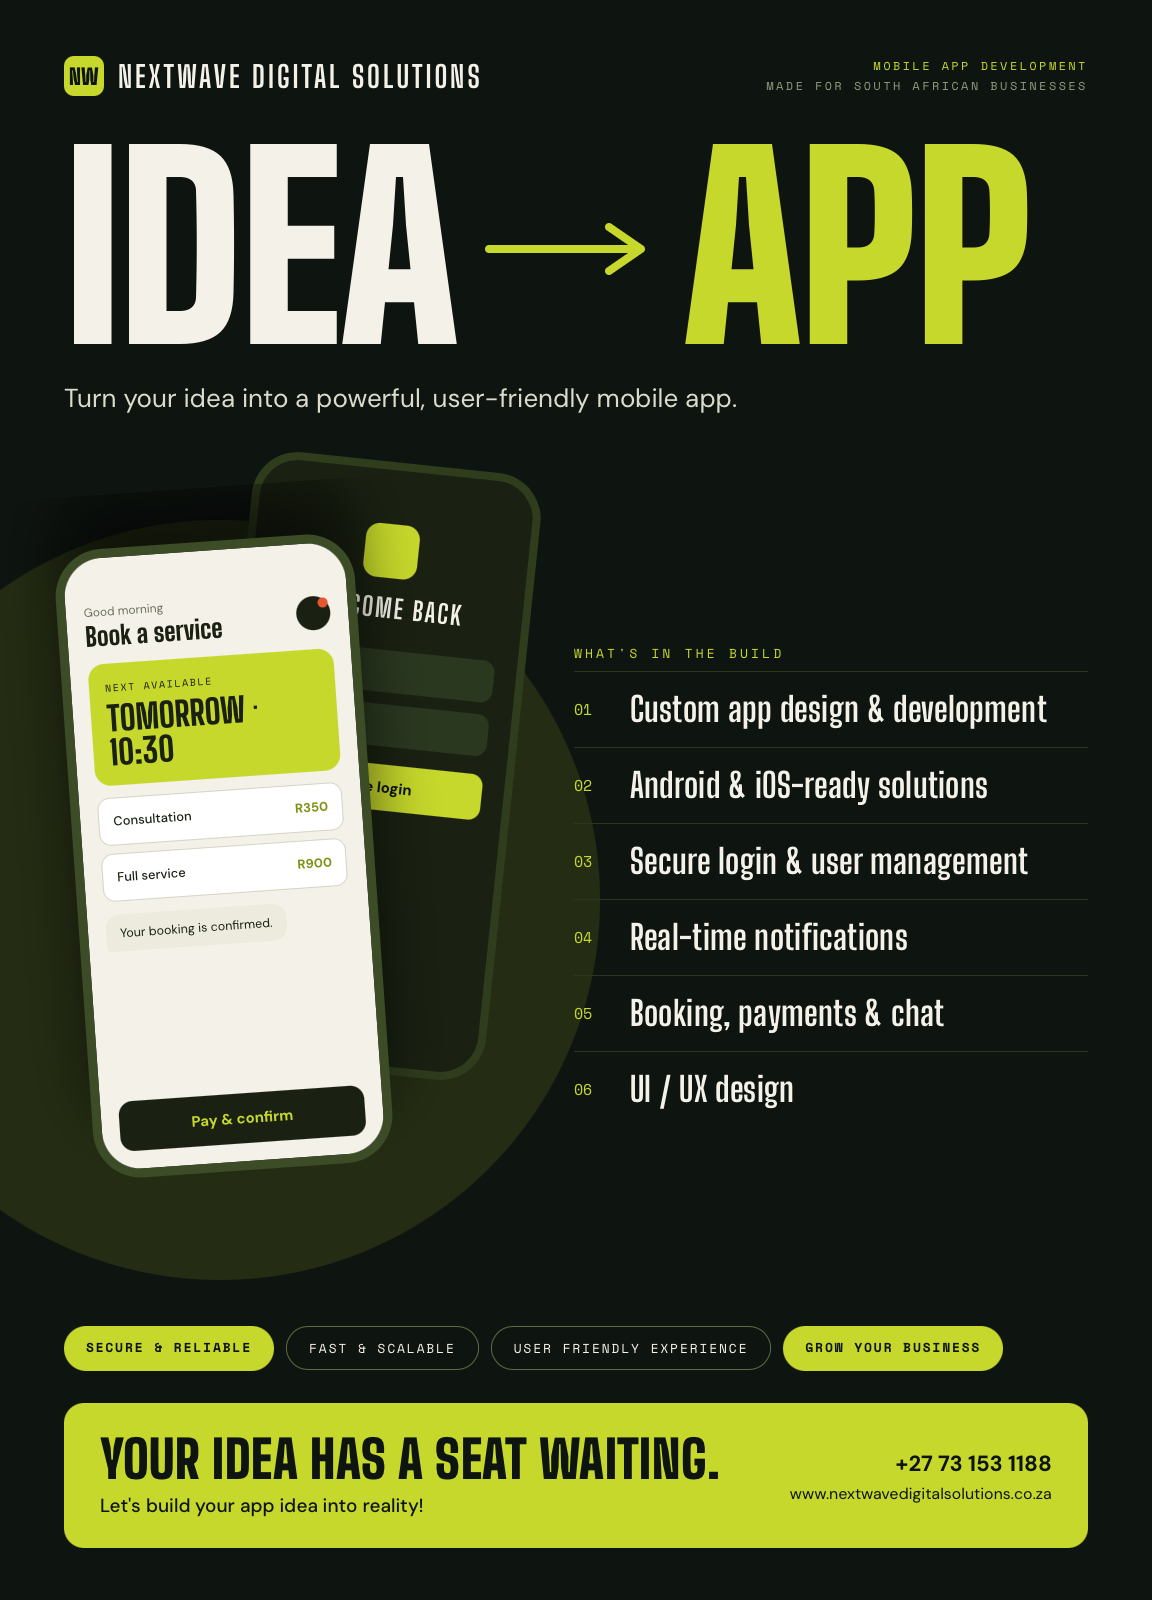 NW
NEXTWAVE DIGITAL SOLUTIONS
MOBILE APP DEVELOPMENT
MADE FOR SOUTH AFRICAN BUSINESSES
IDEA → APP
Turn your idea into a powerful, user-friendly mobile app.
COME BACK
e login
Good morning
Book a service
NEXT AVAILABLE
TOMORROW ·
10:30
Consultation R350
Full service R900
Your booking is confirmed.
Pay & confirm
WHAT'S IN THE BUILD
01 Custom app design & development
02 Android & iOS-ready solutions
03 Secure login & user management
04 Real-time notifications
05 Booking, payments & chat
06 UI / UX design
SECURE & RELIABLE
FAST & SCALABLE
USER FRIENDLY EXPERIENCE
GROW YOUR BUSINESS
YOUR IDEA HAS A SEAT WAITING.
Let's build your app idea into reality!
+27 73 153 1188
www.nextwavedigitalsolutions.co.za